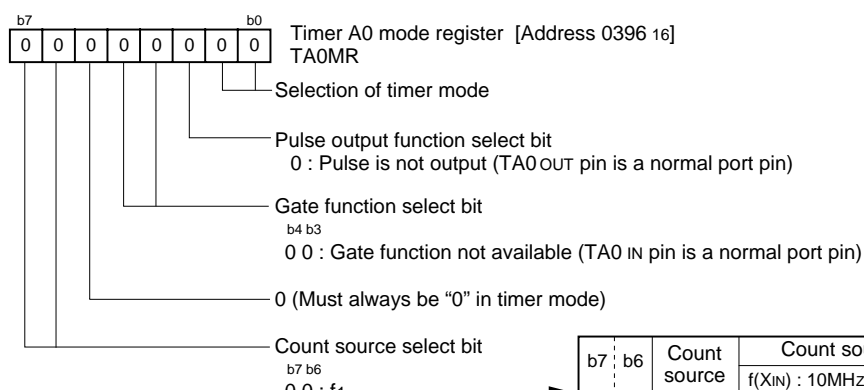 b7 b0
0 0 0 0 0 0 0 0
Timer A0 mode register [Address 0396 16]
TA0MR
Selection of timer mode
Pulse output function select bit
0 : Pulse is not output (TA0 OUT pin is a normal port pin)
Gate function select bit
b4 b3
0 0 : Gate function not available (TA0 IN pin is a normal port pin)
0 (Must always be “0” in timer mode)
Count source select bit
b7 b6
0 0 : f1
b7 b6 Count source Count
f(XIN) : 10MHz